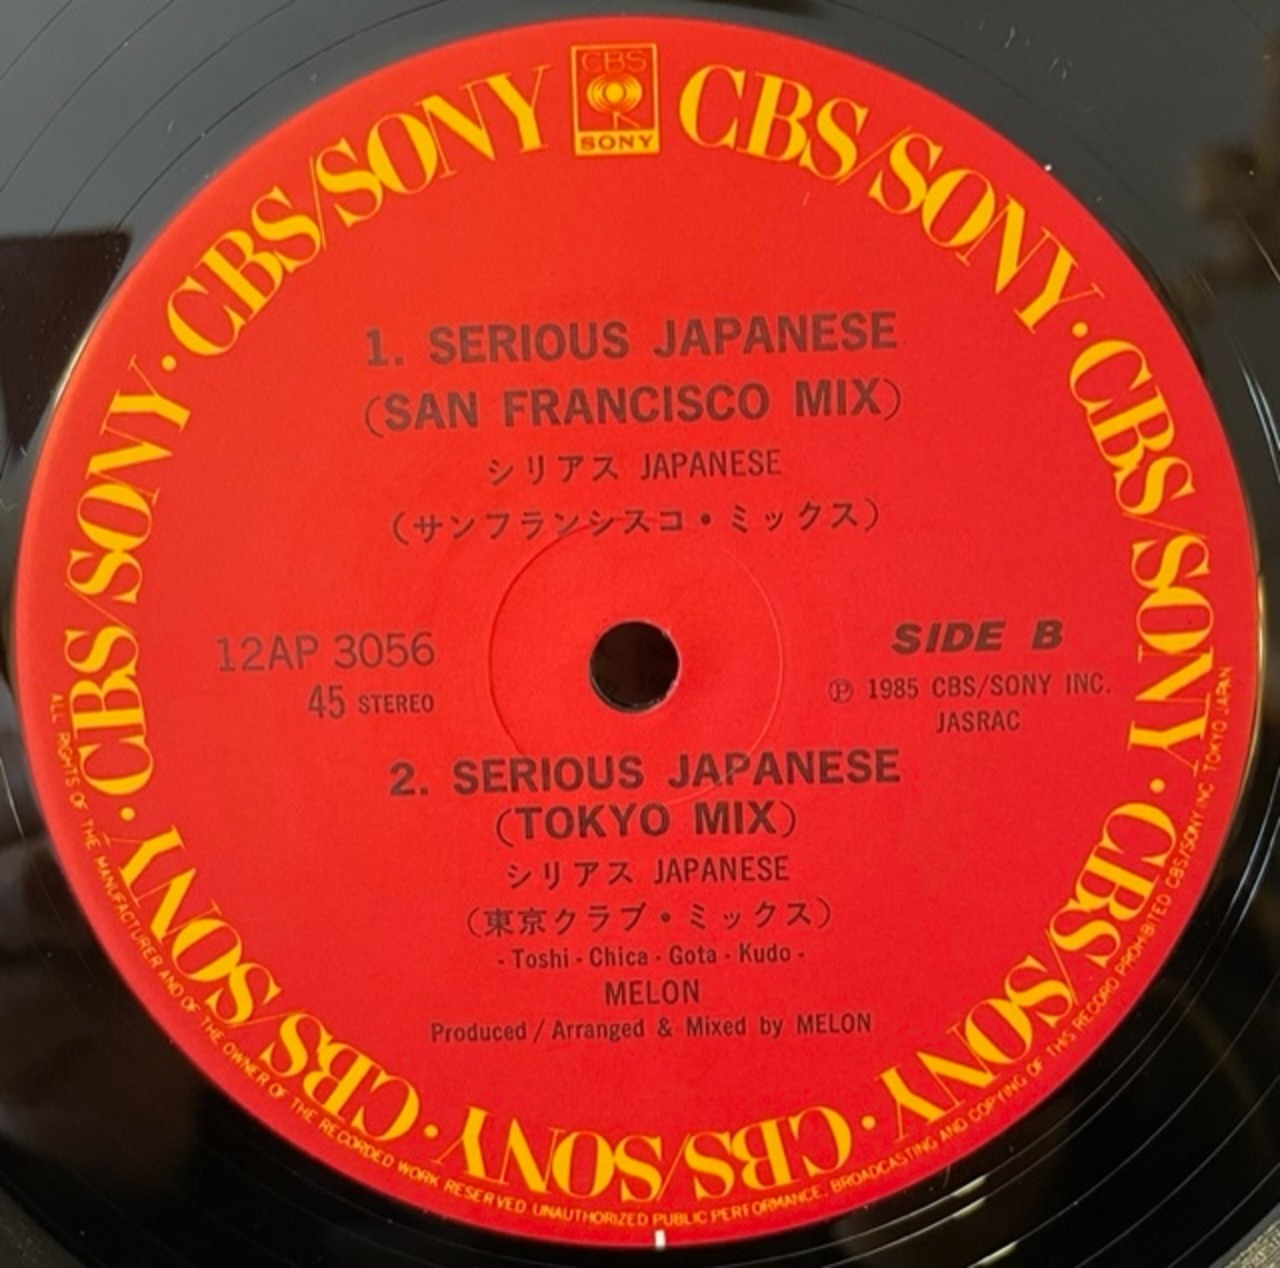 CBS
SONY
CBS/SONY · CBS/SONY · CBS/SONY · CBS/SONY · CBS/SONY · CBS/SONY · CBS/SONY · CBS/SONY
1. SERIOUS JAPANESE
(SAN FRANCISCO MIX)
シリアス JAPANESE
(サンフランシスコ・ミックス)
12AP 3056
45 STEREO
SIDE B
Ⓟ 1985 CBS/SONY INC.
JASRAC
2. SERIOUS JAPANESE
(TOKYO MIX)
シリアス JAPANESE
(東京クラブ・ミックス)
- Toshi - Chica - Gota - Kudo -
MELON
Produced / Arranged & Mixed by MELON
ALL RIGHTS OF THE MANUFACTURER AND OF THE OWNER OF THE RECORDED WORK RESERVED UNAUTHORIZED PUBLIC PERFORMANCE, BROADCASTING AND COPYING OF THIS RECORD PROHIBITED CBS/SONY INC TOKYO JAPAN